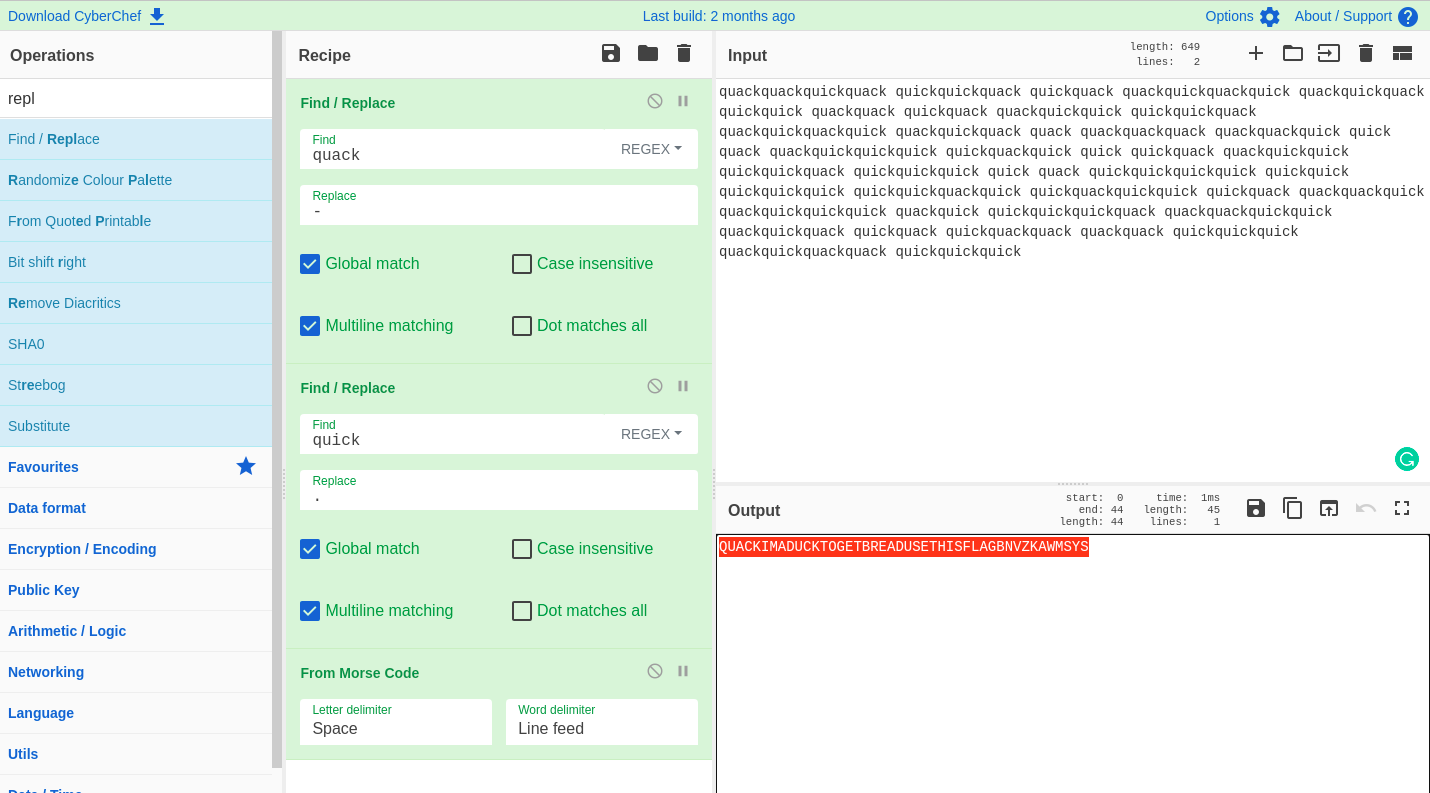 Download CyberChef
Last build: 2 months ago
Options
About / Support
Operations
repl
Find / Replace
Randomize Colour Palette
From Quoted Printable
Bit shift right
Remove Diacritics
SHA0
Streebog
Substitute
Favourites
Data format
Encryption / Encoding
Public Key
Arithmetic / Logic
Networking
Language
Utils
Date / Time
Recipe
Find / Replace
Find
quack
REGEX
Replace
-
Global match
Case insensitive
Multiline matching
Dot matches all
Find / Replace
Find
quick
REGEX
Replace
.
Global match
Case insensitive
Multiline matching
Dot matches all
From Morse Code
Letter delimiter
Space
Word delimiter
Line feed
Input
length: 649
lines: 2
quackquackquickquack quickquickquack quickquack quackquickquackquick quackquickquack
quickquick quackquack quickquack quackquickquick quickquickquack
quackquickquackquick quackquickquack quack quackquackquack quackquackquick quick
quack quackquickquickquick quickquackquick quick quickquack quackquickquick
quickquickquack quickquickquick quick quack quickquickquickquick quickquick
quickquickquick quickquickquackquick quickquackquickquick quickquack quackquackquick
quackquickquickquick quackquick quickquickquickquack quackquackquickquick
quackquickquack quickquack quickquackquack quackquack quickquickquick
quackquickquackquack quickquickquick
Output
start: 0
end: 44
length: 44
time: 1ms
length: 45
lines: 1
QUACKIMADUCKTOGETBREADUSETHISFLAGBNVZKAWMSYS